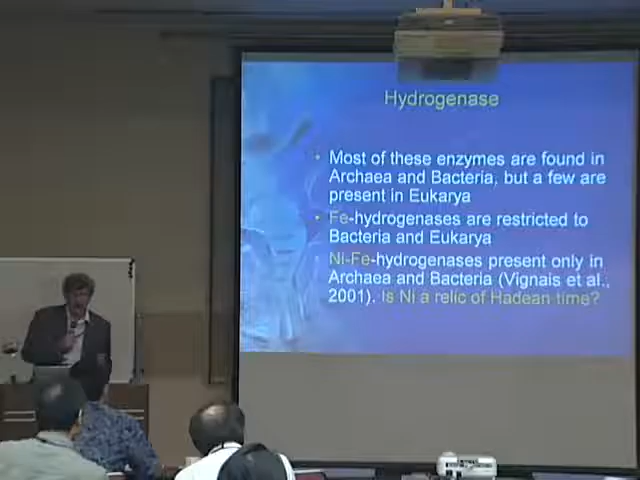 Hydrogenase
• Most of these enzymes are found in
Archaea and Bacteria, but a few are
present in Eukarya
• Fe-hydrogenases are restricted to
Bacteria and Eukarya
• Ni-Fe-hydrogenases present only in
Archaea and Bacteria (Vignais et al.,
2001). Is Ni a relic of Hadean time?